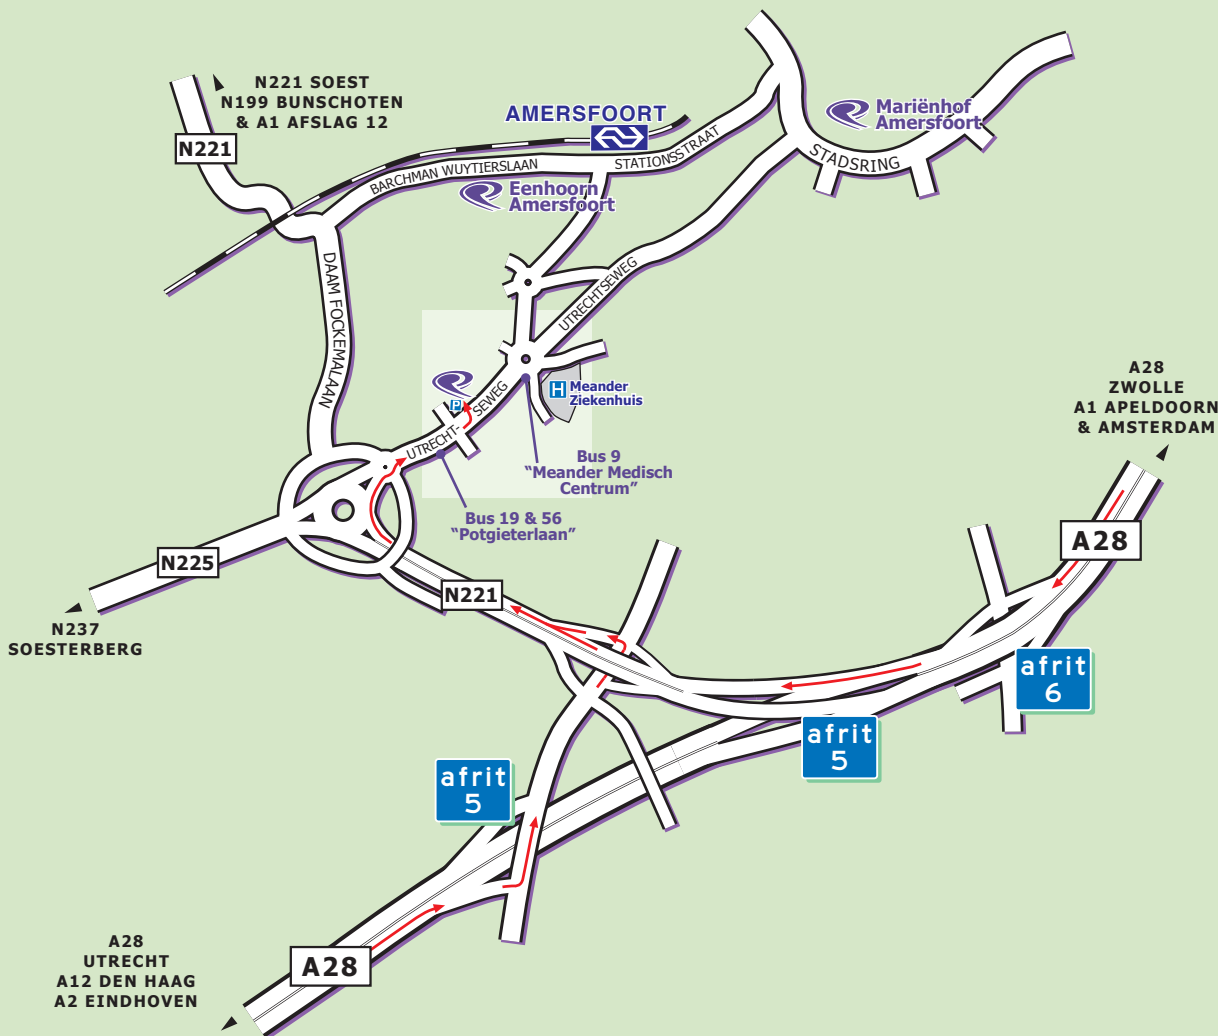 N221 SOEST
N199 BUNSCHOTEN
& A1 AFSLAG 12
N221
AMERSFOORT
Mariënhof
Amersfoort
STADSRING
STATIONSSTRAAT
BARCHMAN WUYTIERSLAAN
Eenhoorn
Amersfoort
DAAM FOCKEMALAAN
UTRECHTSEWEG
UTRECHT-
SEWEG
P
H
Meander
Ziekenhuis
Bus 9
“Meander Medisch
Centrum”
Bus 19 & 56
“Potgieterlaan”
A28
ZWOLLE
A1 APELDOORN
& AMSTERDAM
A28
N225
N221
N237
SOESTERBERG
afrit
6
afrit
5
afrit
5
A28
UTRECHT
A12 DEN HAAG
A2 EINDHOVEN
A28